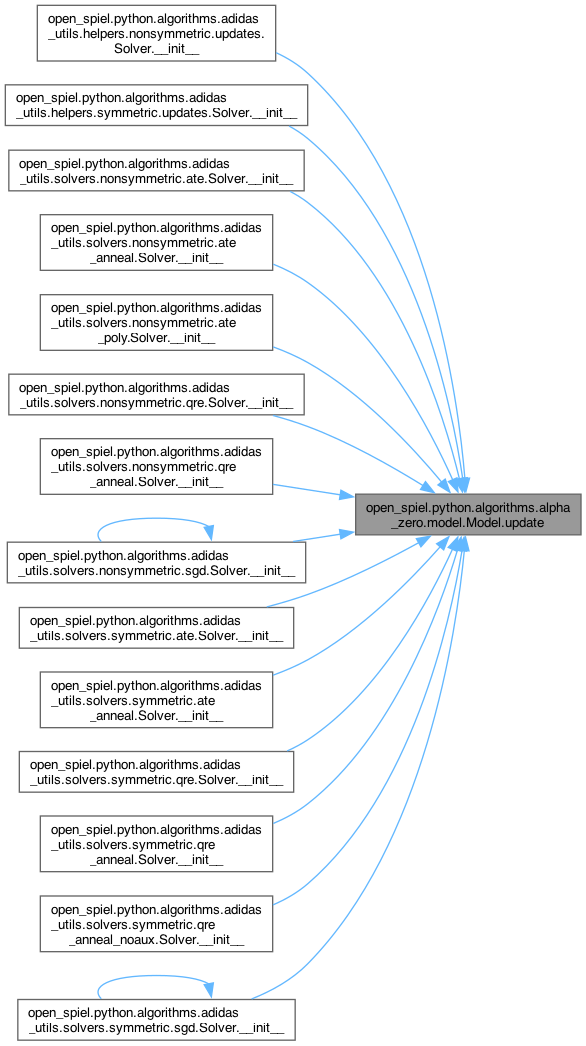 open_spiel.python.algorithms.adidas
_utils.helpers.nonsymmetric.updates.
Solver.__init__
open_spiel.python.algorithms.adidas
_utils.helpers.symmetric.updates.Solver.__init__
open_spiel.python.algorithms.adidas
_utils.solvers.nonsymmetric.ate.Solver.__init__
open_spiel.python.algorithms.adidas
_utils.solvers.nonsymmetric.ate
_anneal.Solver.__init__
open_spiel.python.algorithms.adidas
_utils.solvers.nonsymmetric.ate
_poly.Solver.__init__
open_spiel.python.algorithms.adidas
_utils.solvers.nonsymmetric.qre.Solver.__init__
open_spiel.python.algorithms.adidas
_utils.solvers.nonsymmetric.qre
_anneal.Solver.__init__
open_spiel.python.algorithms.alpha
_zero.model.Model.update
open_spiel.python.algorithms.adidas
_utils.solvers.nonsymmetric.sgd.Solver.__init__
open_spiel.python.algorithms.adidas
_utils.solvers.symmetric.ate.Solver.__init__
open_spiel.python.algorithms.adidas
_utils.solvers.symmetric.ate
_anneal.Solver.__init__
open_spiel.python.algorithms.adidas
_utils.solvers.symmetric.qre.Solver.__init__
open_spiel.python.algorithms.adidas
_utils.solvers.symmetric.qre
_anneal.Solver.__init__
open_spiel.python.algorithms.adidas
_utils.solvers.symmetric.qre
_anneal_noaux.Solver.__init__
open_spiel.python.algorithms.adidas
_utils.solvers.symmetric.sgd.Solver.__init__